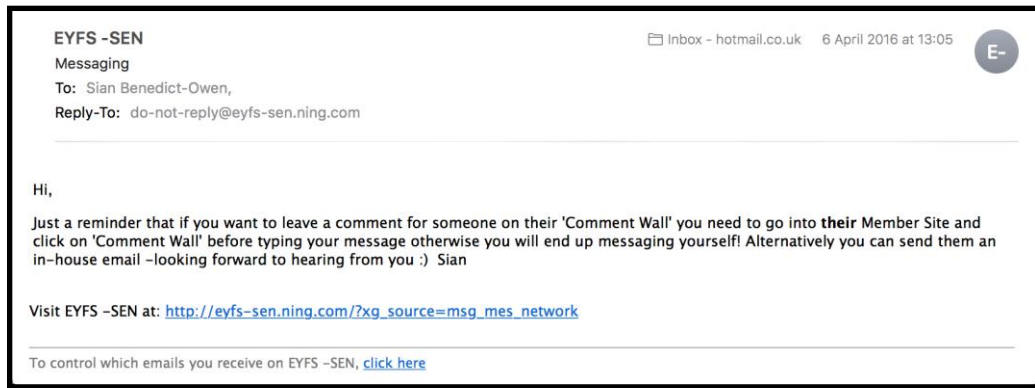 EYFS -SEN
Inbox - hotmail.co.uk 6 April 2016 at 13:05
E-
Messaging
To: Sian Benedict-Owen,
Reply-To: do-not-reply@eyfs-sen.ning.com
Hi,
Just a reminder that if you want to leave a comment for someone on their 'Comment Wall' you need to go into their Member Site and
click on 'Comment Wall' before typing your message otherwise you will end up messaging yourself! Alternatively you can send them an
in-house email –looking forward to hearing from you :) Sian
Visit EYFS –SEN at: http://eyfs-sen.ning.com/?xg_source=msg_mes_network
To control which emails you receive on EYFS –SEN, click here